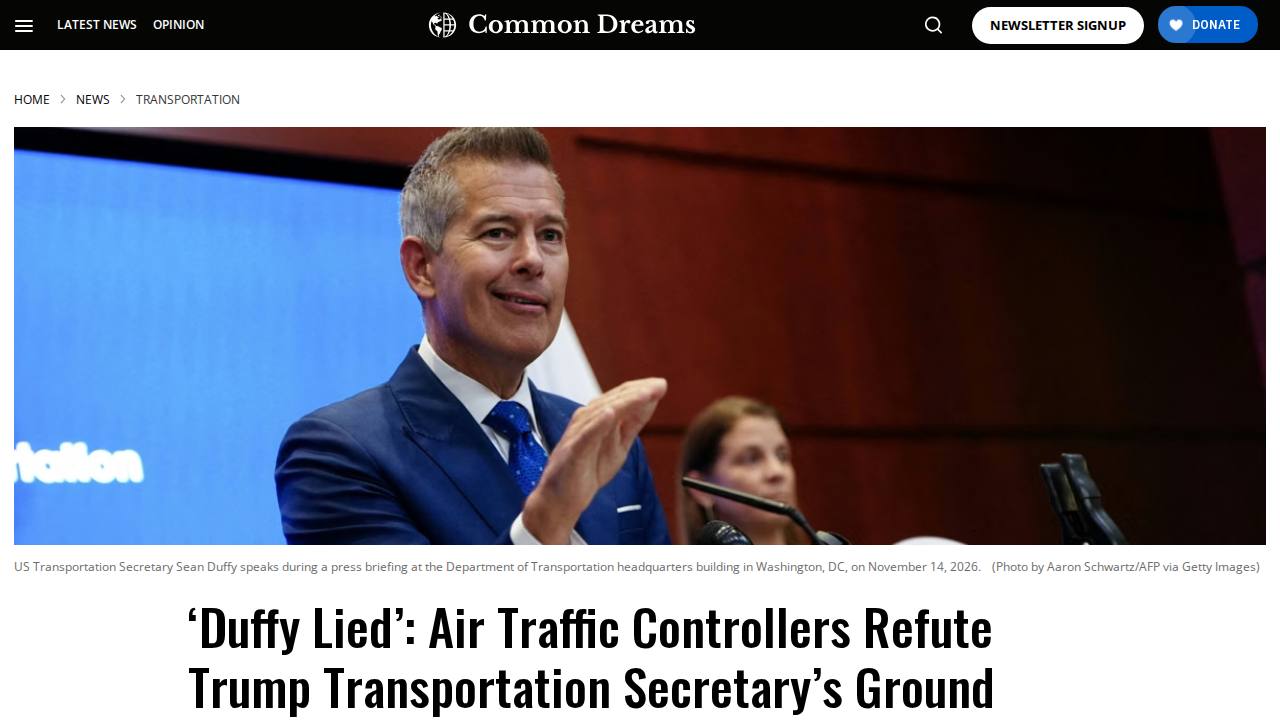 LATEST NEWS
OPINION
Common Dreams
NEWSLETTER SIGNUP
DONATE
HOME
NEWS
TRANSPORTATION
tation
US Transportation Secretary Sean Duffy speaks during a press briefing at the Department of Transportation headquarters building in Washington, DC, on November 14, 2026. (Photo by Aaron Schwartz/AFP via Getty Images)
‘Duffy Lied’: Air Traffic Controllers Refute
Trump Transportation Secretary’s Ground